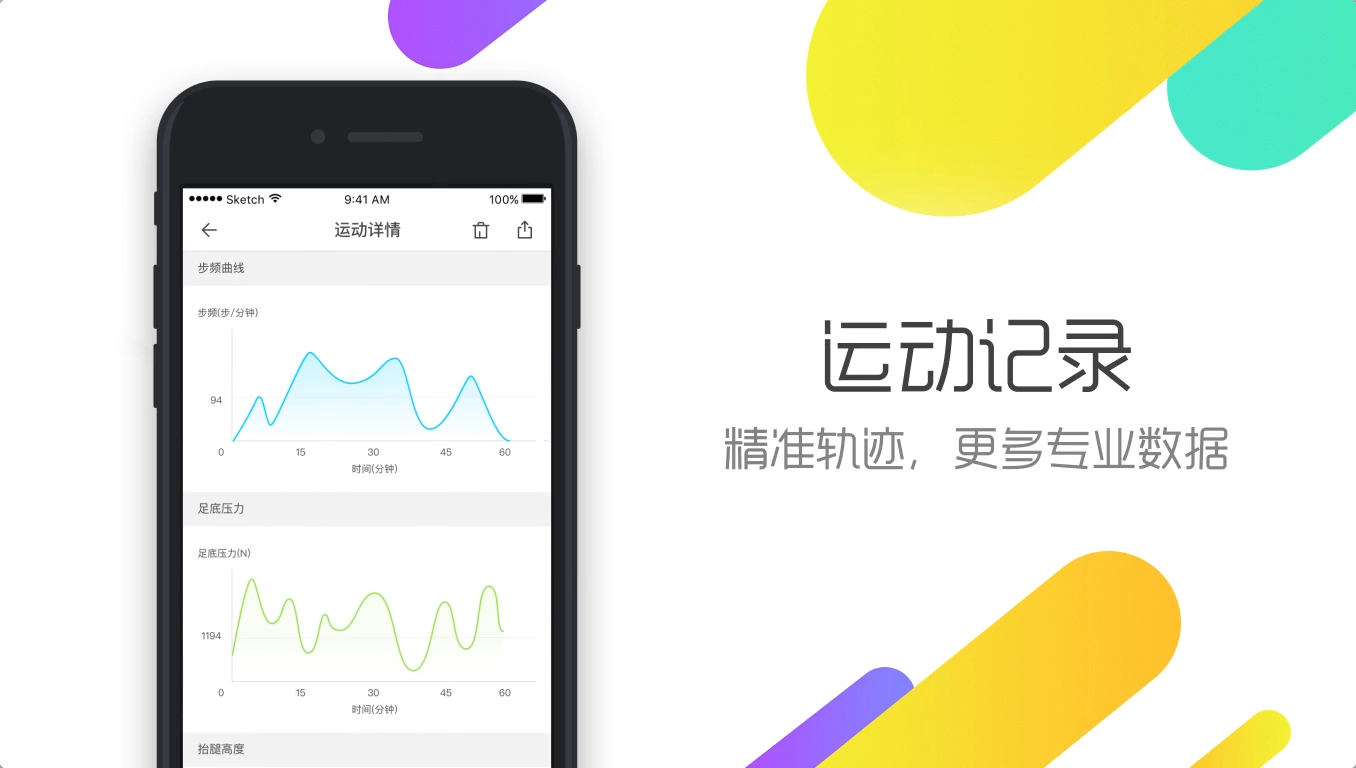 Sketch 9:41 AM 100%
运动详情
步频曲线
步频(步/分钟)
94
0 15 30 45 60
时间(分钟)
足底压力
足底压力(N)
1194
0 15 30 45 60
时间(分钟)
抬腿高度
运动记录
精准轨迹，更多专业数据